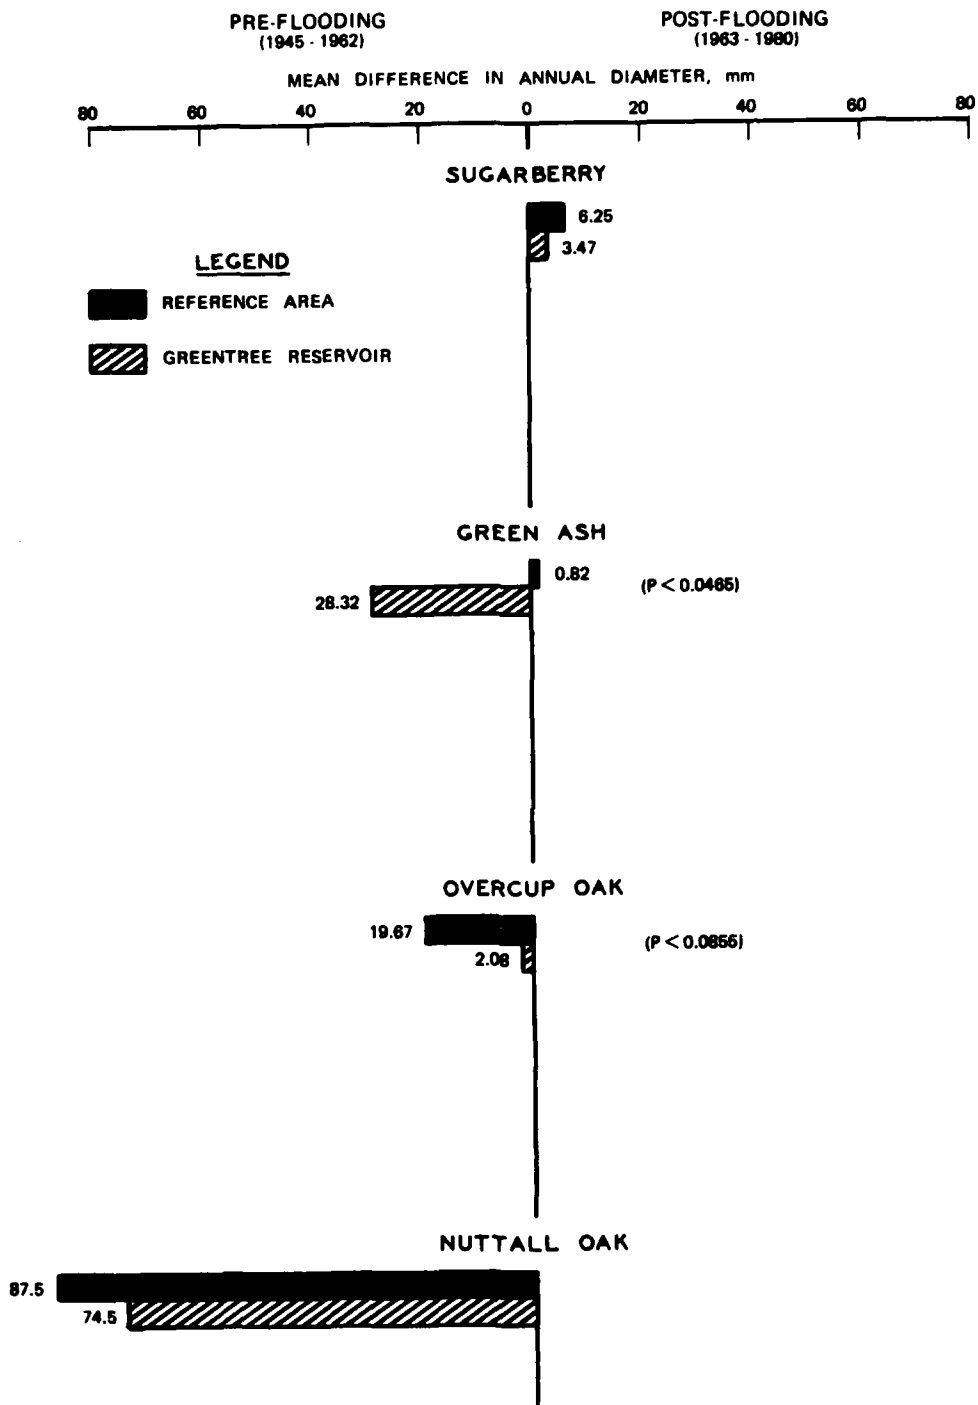 PRE-FLOODING
(1945 - 1962)
POST-FLOODING
(1963 - 1980)
MEAN DIFFERENCE IN ANNUAL DIAMETER, mm
80 60 40 20 0 20 40 60 80
SUGARBERRY
6.25
3.47
LEGEND
REFERENCE AREA
GREENTREE RESERVOIR
GREEN ASH
0.82
(P < 0.0465)
28.32
OVERCUP OAK
19.67
(P < 0.0855)
2.08
NUTTALL OAK
87.5
74.5